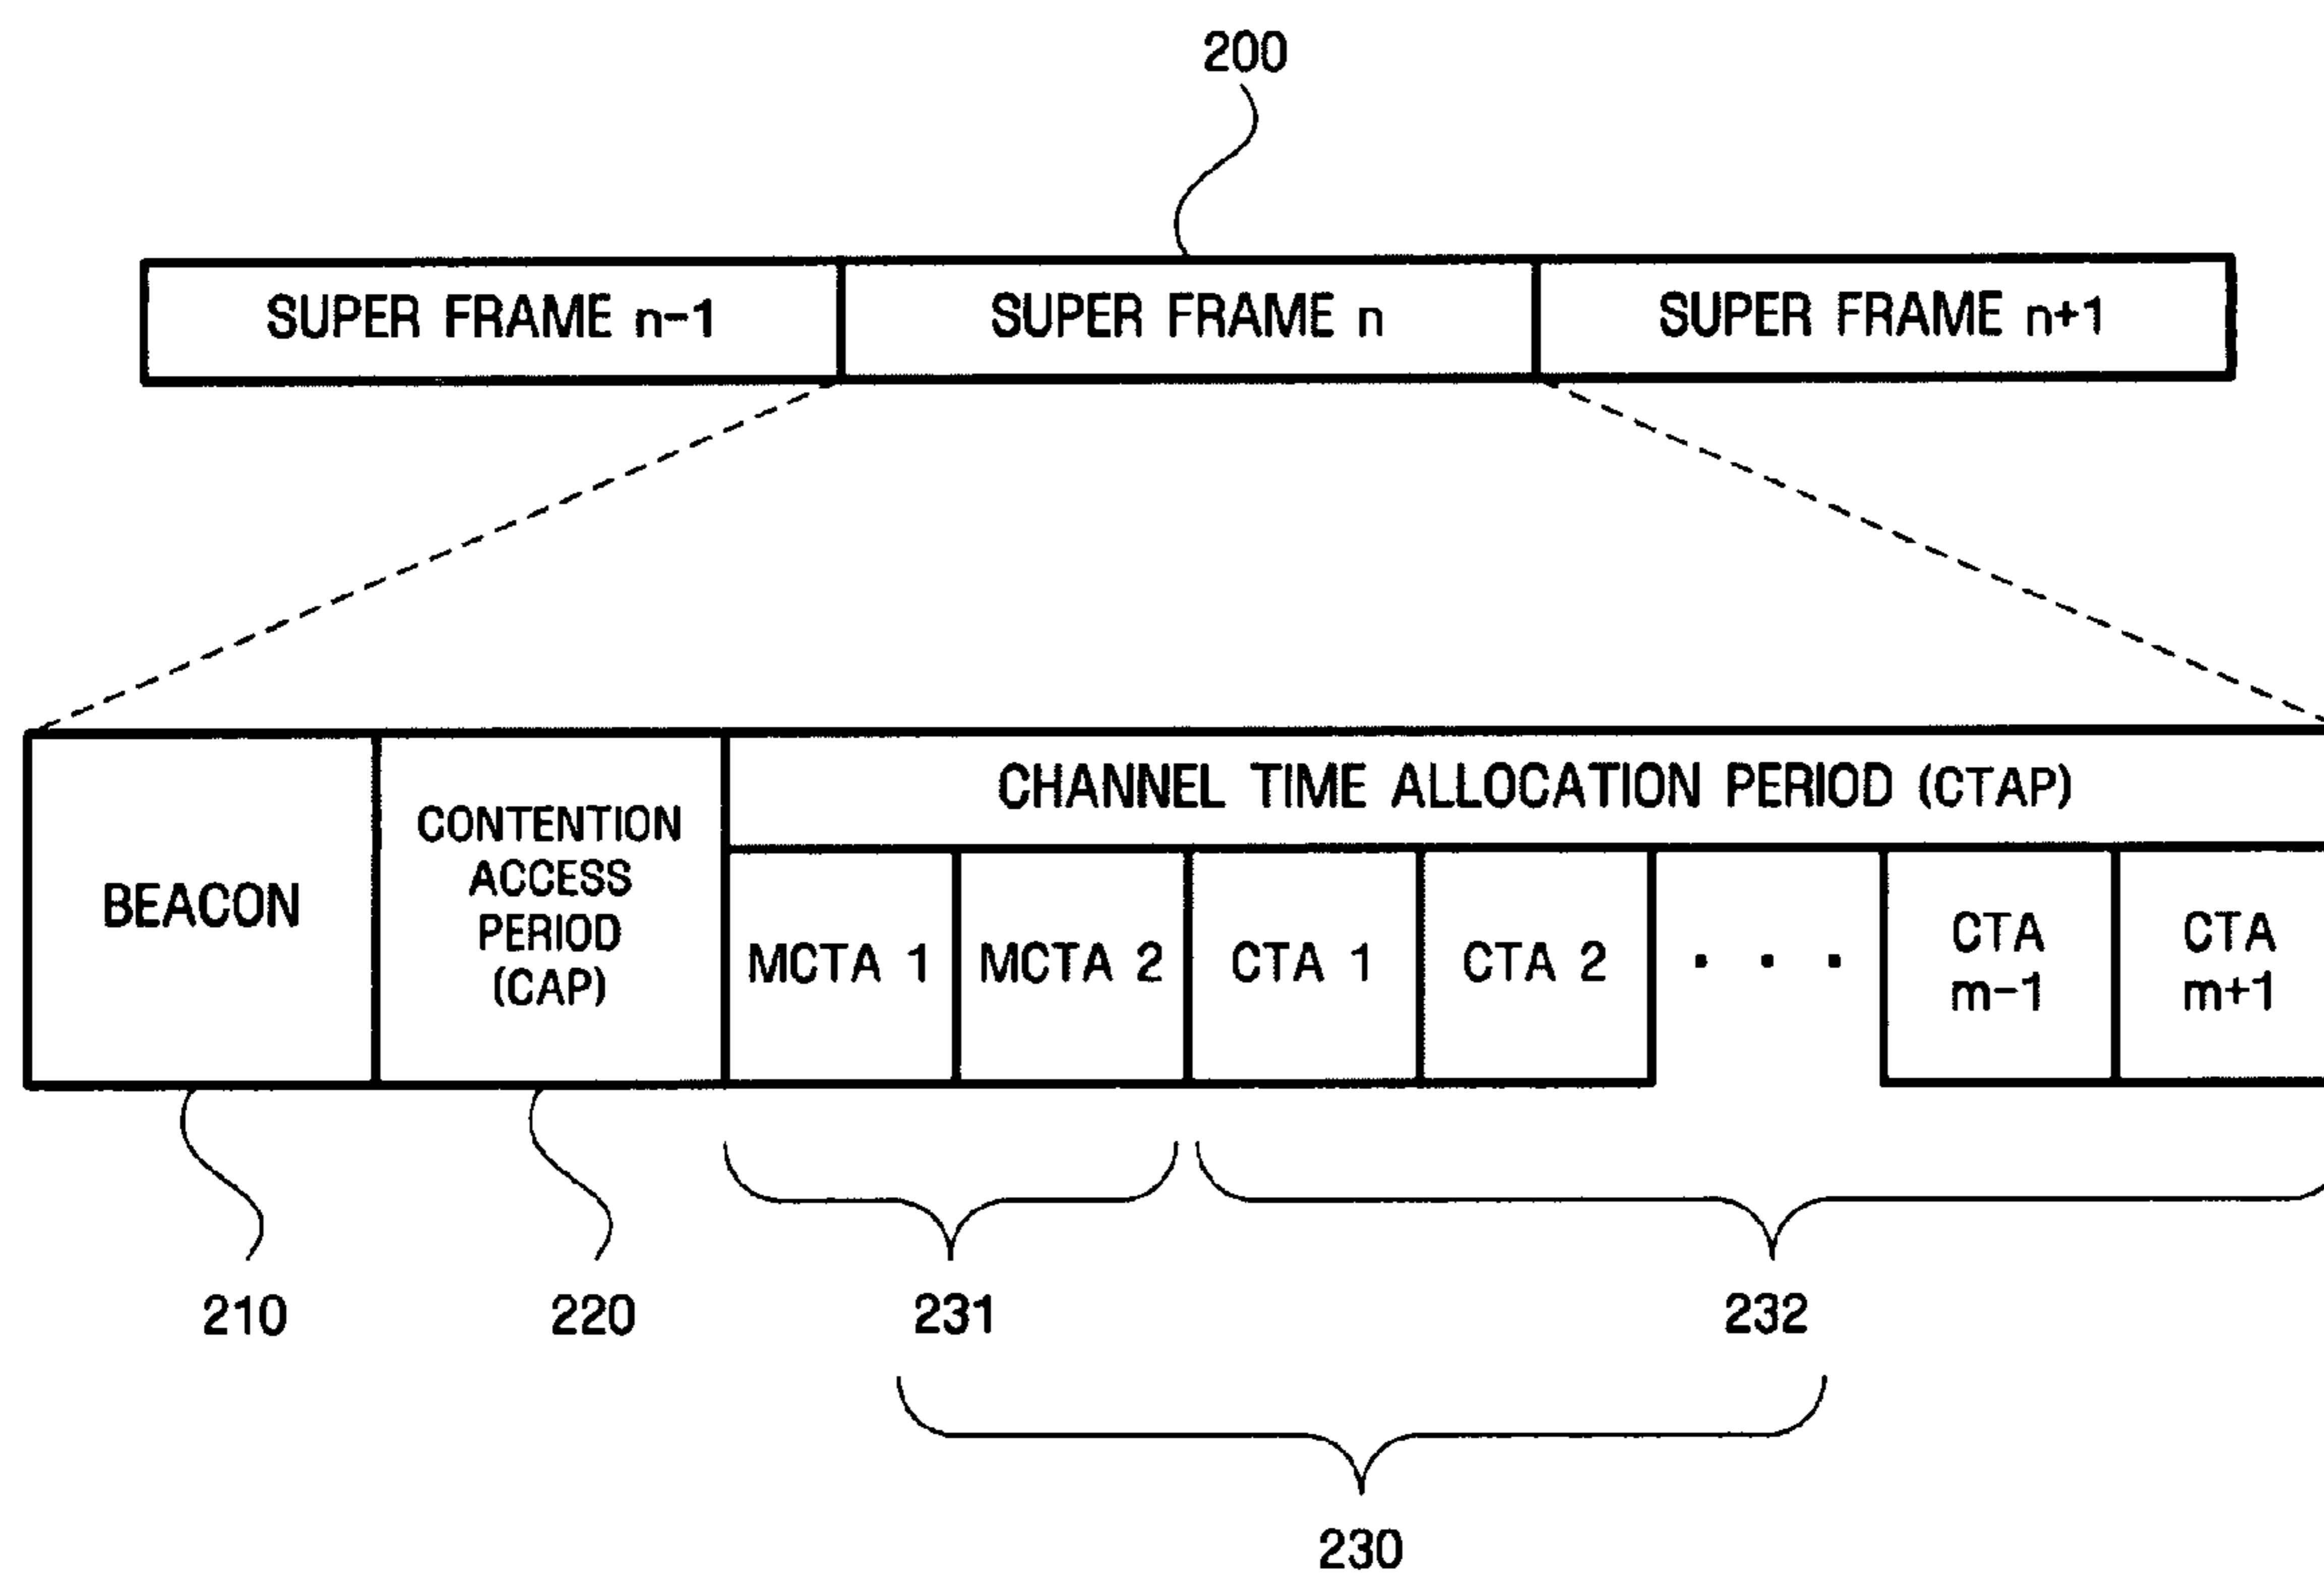 200
SUPER FRAME n-1
SUPER FRAME n
SUPER FRAME n+1
CHANNEL TIME ALLOCATION PERIOD (CTAP)
BEACON
CONTENTION
ACCESS
PERIOD
(CAP)
MCTA 1
MCTA 2
CTA 1
CTA 2
. . .
CTA
m-1
CTA
m+1
210
220
231
232
230